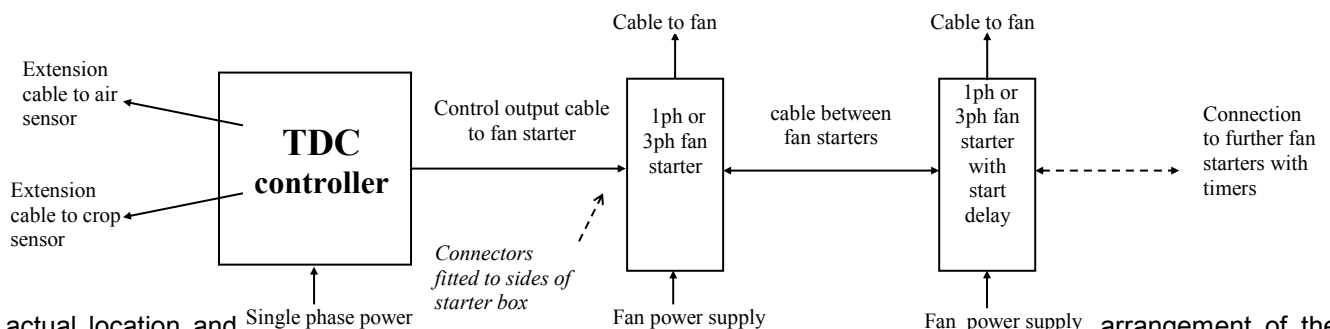 Cable to fan
Cable to fan
Extension
cable to air
sensor
Extension
cable to crop
sensor
TDC
controller
Control output cable
to fan starter
Connectors
fitted to sides of
starter box
1ph or
3ph fan
starter
cable between
fan starters
1ph or
3ph fan
starter
with
start
delay
Connection
to further fan
starters with
timers
actual location and Single phase power Fan power supply Fan power supply arrangement of the